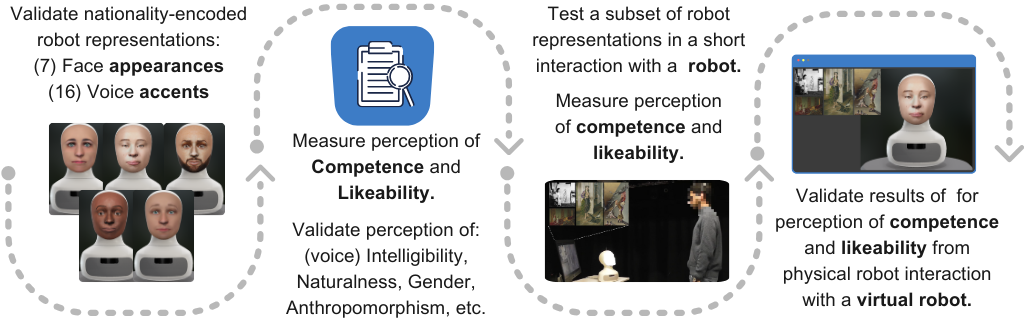 Validate nationality-encoded
robot representations:
(7) Face appearances
(16) Voice accents
Measure perception of
Competence and
Likeability.
Validate perception of:
(voice) Intelligibility,
Naturalness, Gender,
Anthropomorphism, etc.
Test a subset of robot
representations in a short
interaction with a robot.
Measure perception
of competence and
likeability.
Validate results of for
perception of competence
and likeability from
physical robot interaction
with a virtual robot.